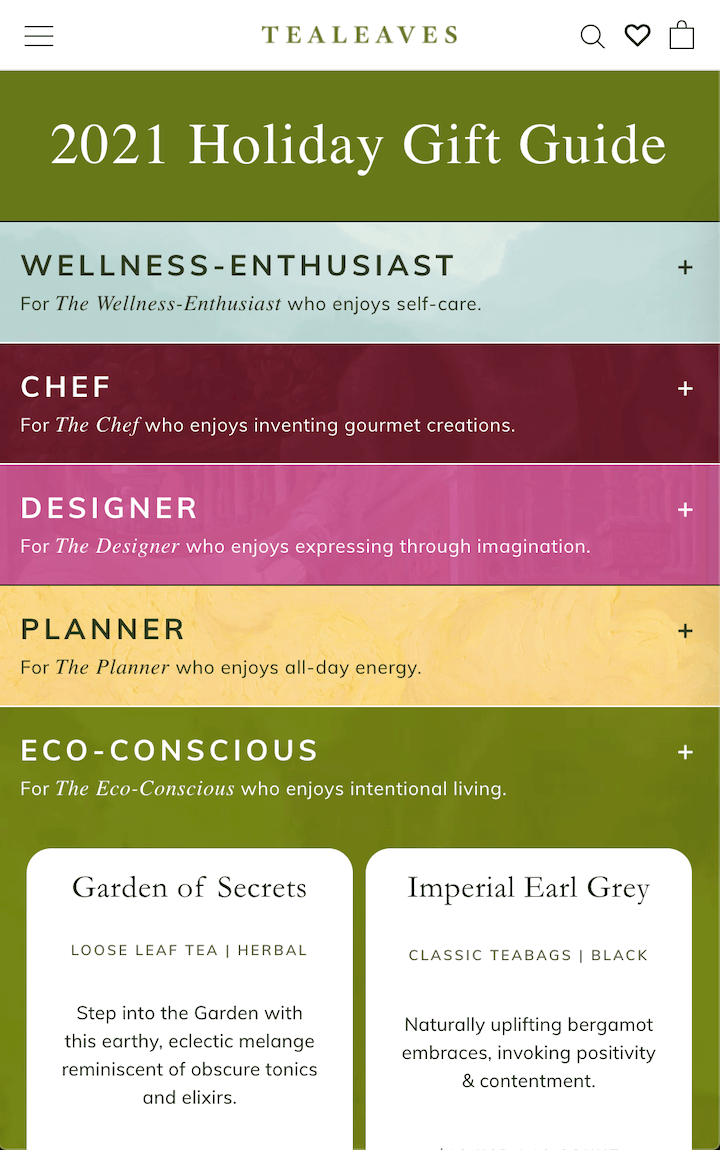 TEALEAVES
2021 Holiday Gift Guide
WELLNESS-ENTHUSIAST
+
For The Wellness-Enthusiast who enjoys self-care.
CHEF
+
For The Chef who enjoys inventing gourmet creations.
DESIGNER
+
For The Designer who enjoys expressing through imagination.
PLANNER
+
For The Planner who enjoys all-day energy.
ECO-CONSCIOUS
+
For The Eco-Conscious who enjoys intentional living.
Garden of Secrets
LOOSE LEAF TEA | HERBAL
Step into the Garden with
this earthy, eclectic melange
reminiscent of obscure tonics
and elixirs.
Imperial Earl Grey
CLASSIC TEABAGS | BLACK
Naturally uplifting bergamot
embraces, invoking positivity
& contentment.